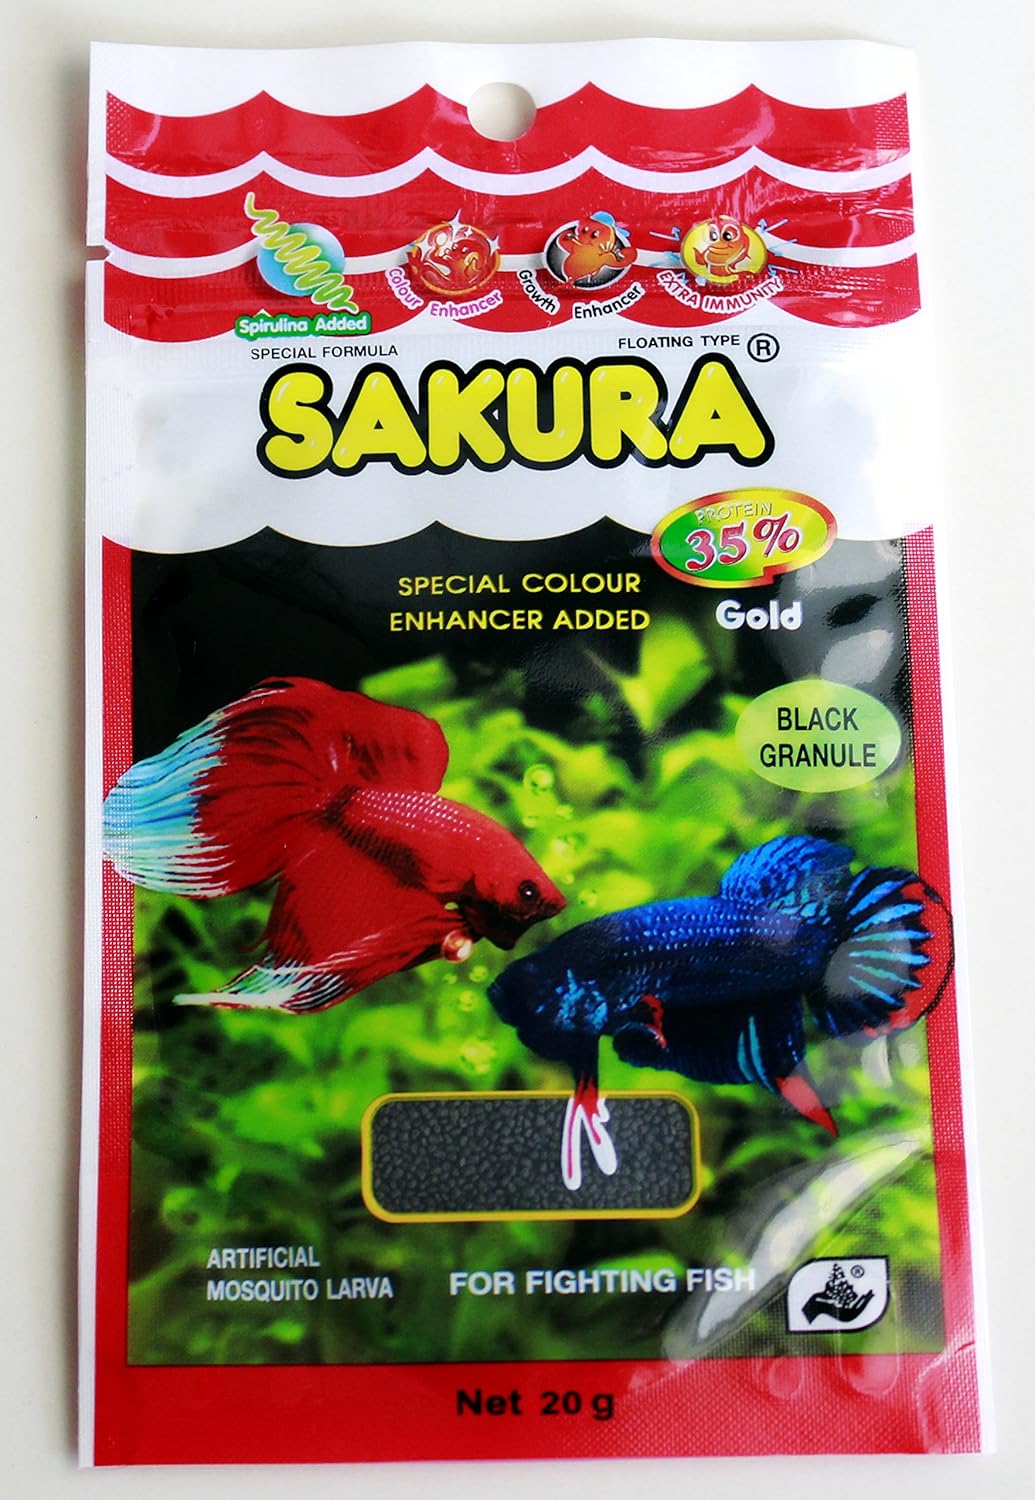 Spirulina Added
Colour Enhancer
Growth Enhancer
EXTRA IMMUNITY
SPECIAL FORMULA
FLOATING TYPE ®
SAKURA
PROTEIN
35%
SPECIAL COLOUR
ENHANCER ADDED
Gold
BLACK
GRANULE
ARTIFICIAL
MOSQUITO LARVA
FOR FIGHTING FISH
®
Net 20 g